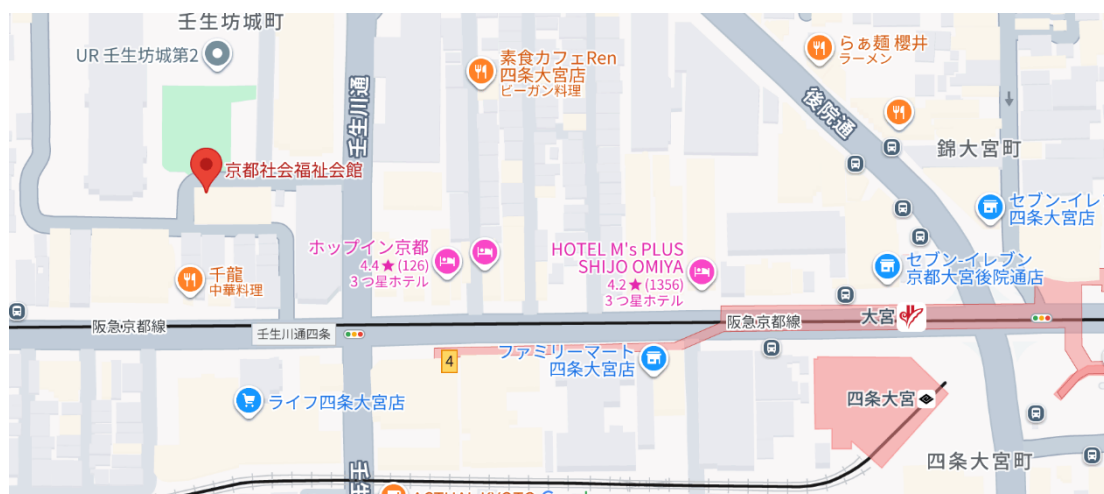 壬生坊城町
UR 壬生坊城第2
素食カフェRen
四条大宮店
ビーガン料理
らぁ麺 櫻井
ラーメン
壬生川通
後院通
錦大宮町
京都社会福祉会館
セブン-イレブ
四条大宮店
ホップイン京都
4.4★(126)
3 つ星ホテル
HOTEL M's PLUS
SHIJO OMIYA
4.2★(1356)
3 つ星ホテル
セブン-イレブン
京都大宮後院通店
千龍
中華料理
阪急京都線
壬生川通四条
阪急京都線
大宮
4
ファミリーマート
四条大宮店
ライフ四条大宮店
四条大宮
四条大宮町